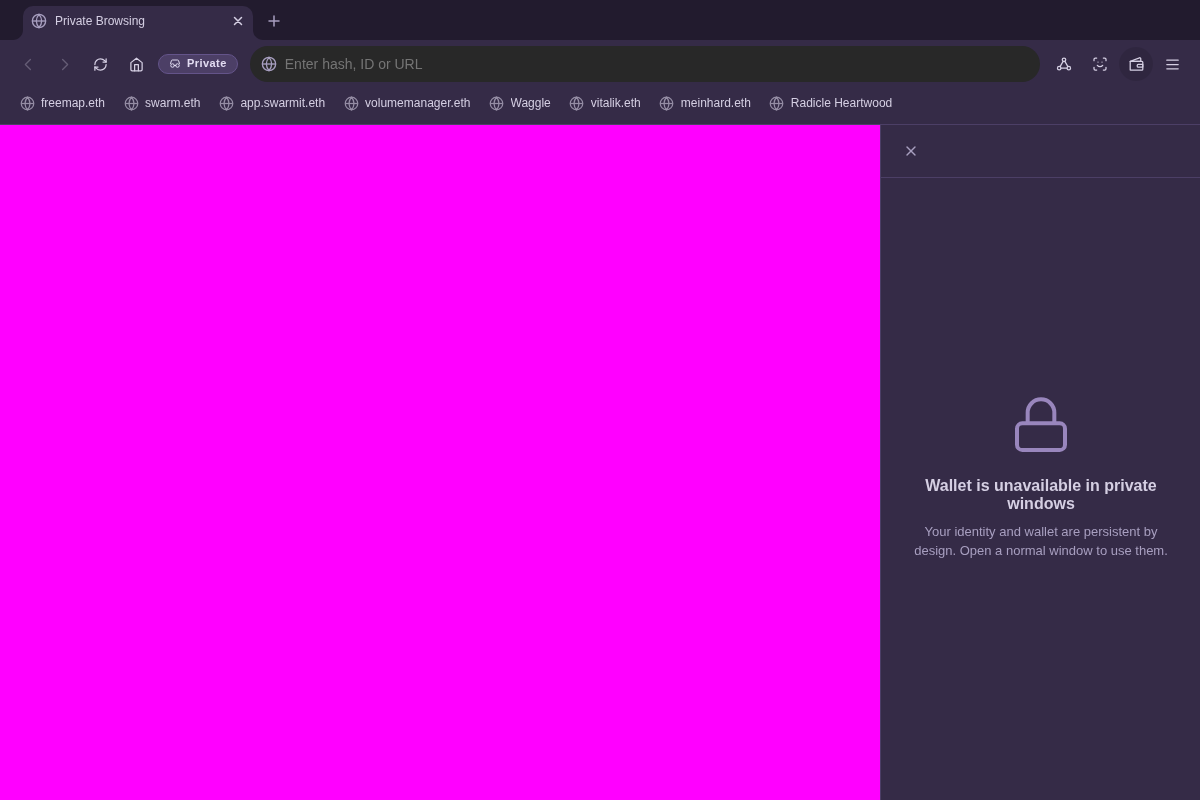 Private Browsing
Private
Enter hash, ID or URL
freemap.eth
swarm.eth
app.swarmit.eth
volumemanager.eth
Waggle
vitalik.eth
meinhard.eth
Radicle Heartwood
Wallet is unavailable in private
windows
Your identity and wallet are persistent by
design. Open a normal window to use them.